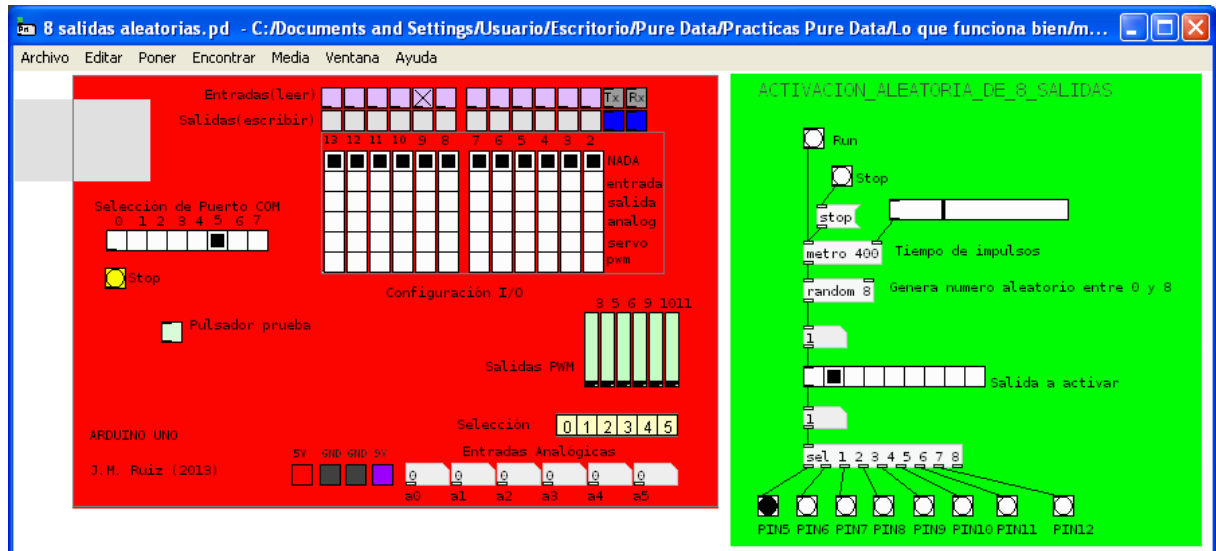 8 salidas aleatorias.pd - C:/Documents and Settings/Usuario/Escritorio/Pure Data/Practicas Pure Data/Lo que funciona bien/m...
Archivo Editar Poner Encontrar Media Ventana Ayuda
Entradas(leer) Tx Rx
Salidas(escribir)
13 12 11 10 9 8 7 6 5 4 3 2
NADA
entrada
salida
analog
servo
pwm
Selección de Puerto COM
0 1 2 3 4 5 6 7
Stop
Configuración I/O
Pulsador prueba
3 5 6 9 1011
Salidas PWM
Selección 0 1 2 3 4 5
ARDUINO UNO
J.M. Ruiz (2013)
5V GND GND 9V
Entradas Analógicas
0 0 0 0 0 0
a0 a1 a2 a3 a4 a5
ACTIVACION_ALEATORIA_DE_8_SALIDAS
Run
Stop
stop
metro 400 Tiempo de impulsos
random 8 Genera numero aleatorio entre 0 y 8
1
Salida a activar
1
sel 1 2 3 4 5 6 7 8
PIN5 PIN6 PIN7 PIN8 PIN9 PIN10 PIN11 PIN12